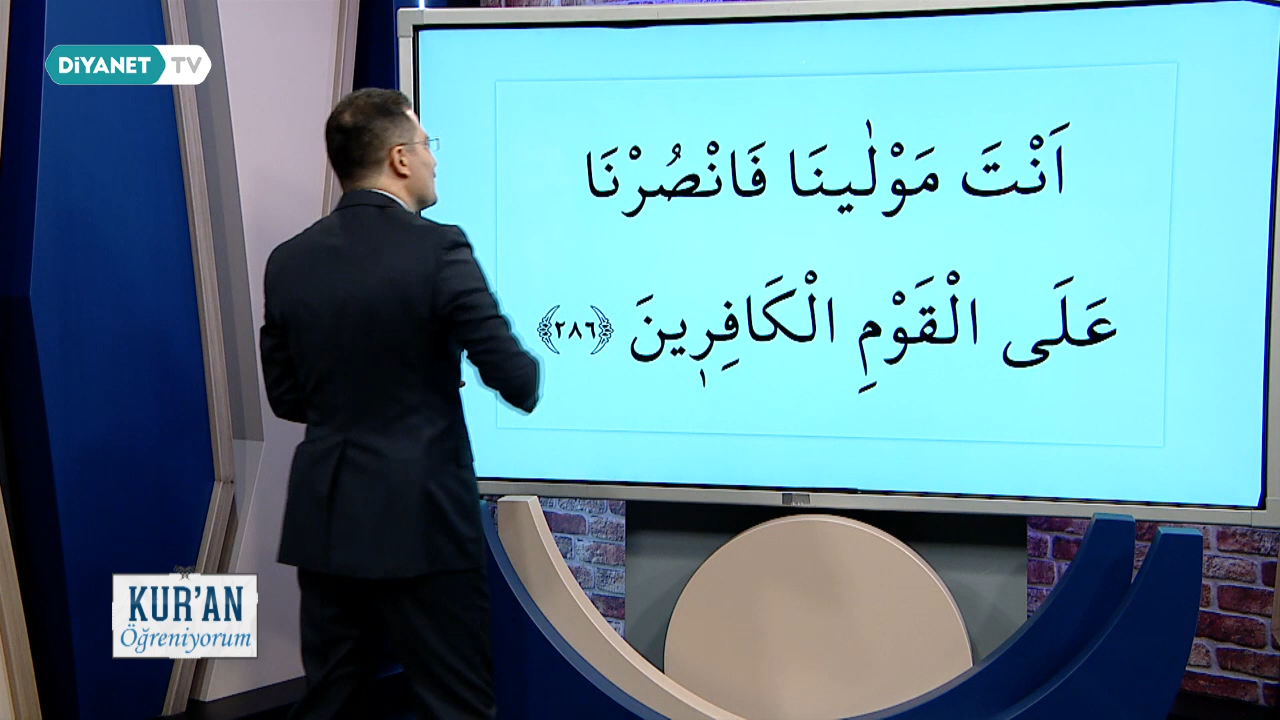 DİYANET TV
اَنْتَ مَوْلٰينَا فَانْصُرْنَا
عَلَى الْقَوْمِ الْكَافِر۪ينَ ﴿٢٨٦﴾
KUR'AN
Öğreniyorum